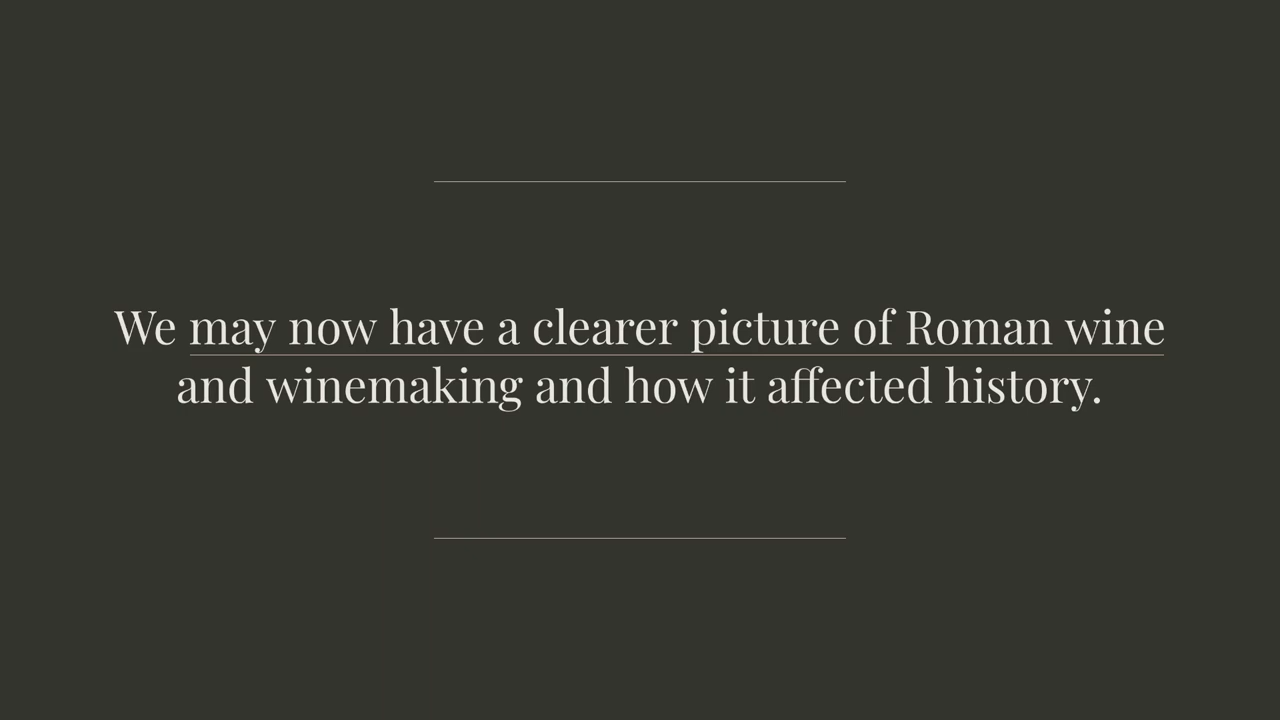 We may now have a clearer picture of Roman wine
and winemaking and how it affected history.